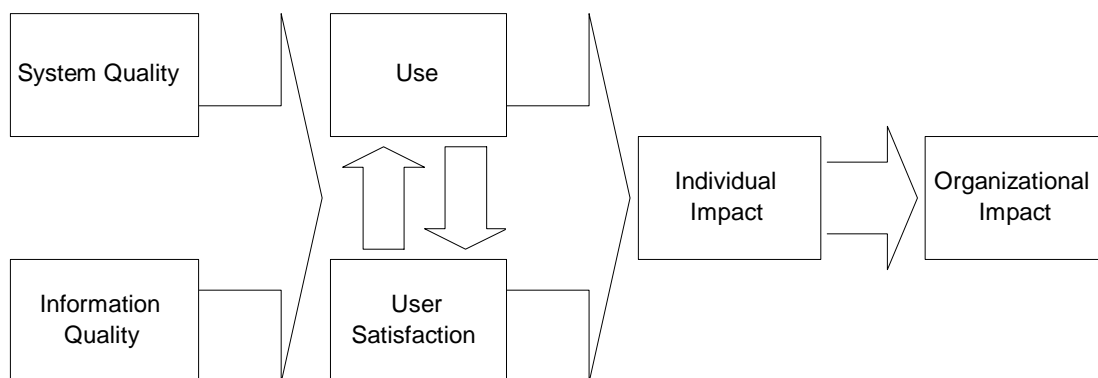 System Quality
Use
Individual
Impact
Organizational
Impact
Information
Quality
User
Satisfaction